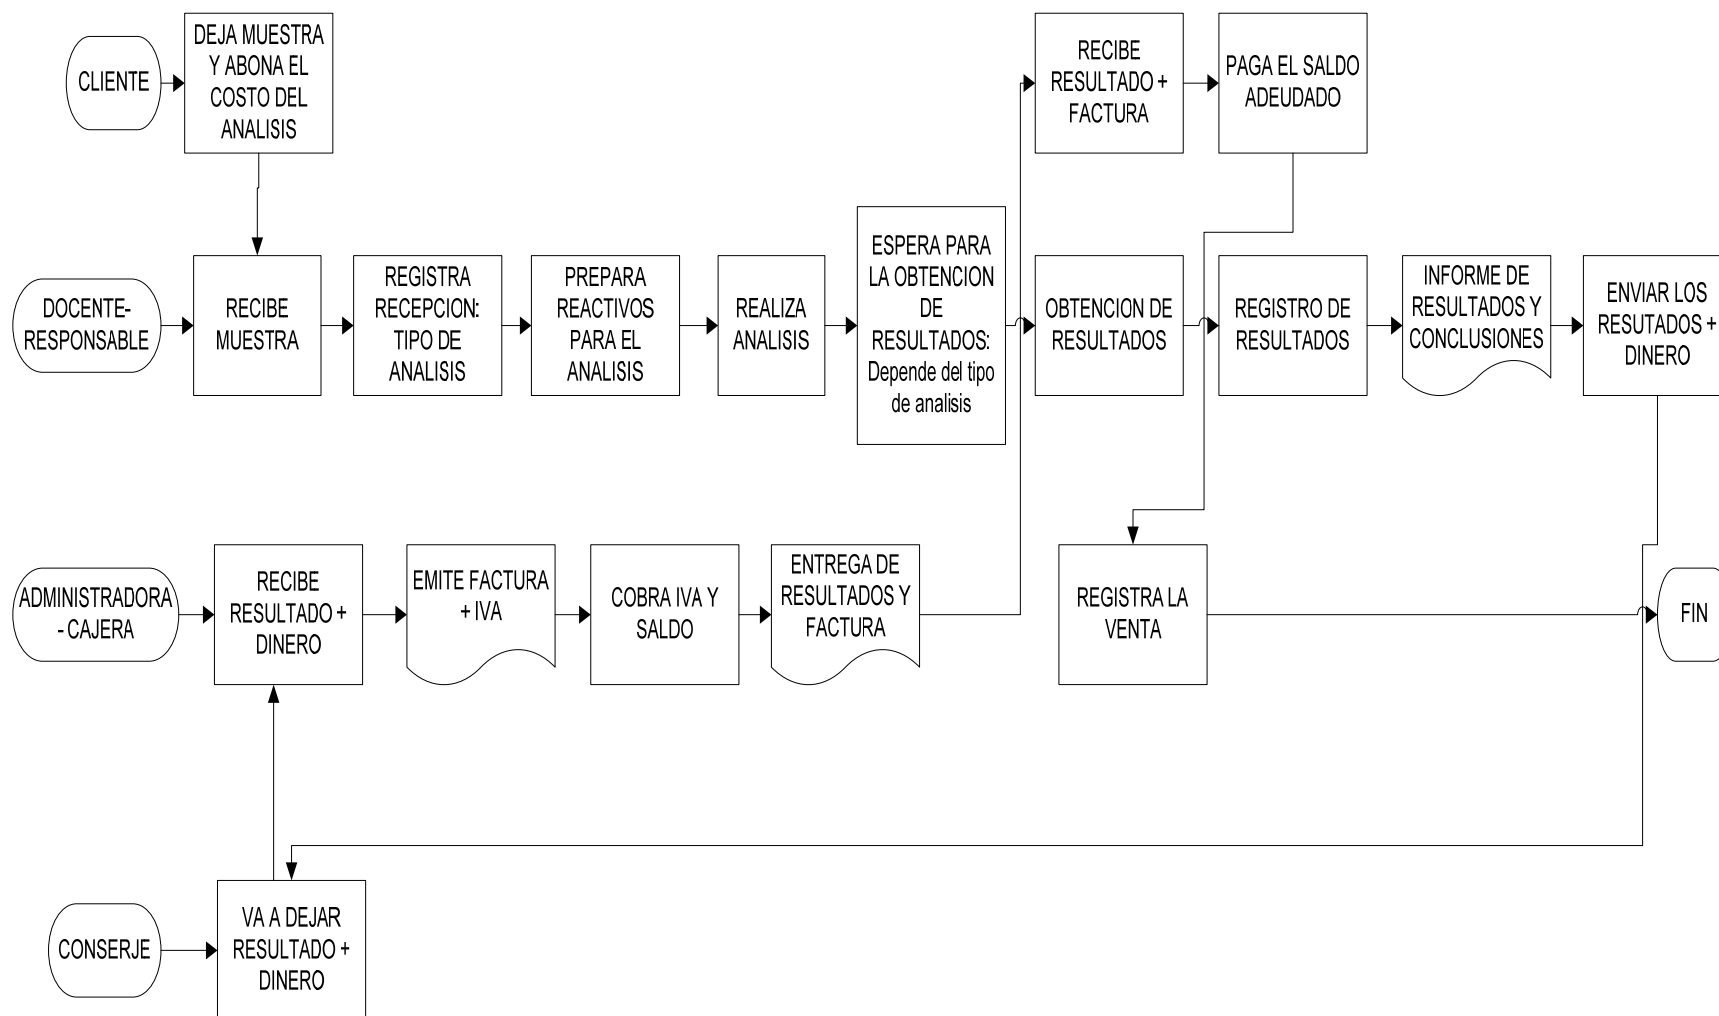 CLIENTE
DEJA MUESTRA
Y ABONA EL
COSTO DEL
ANALISIS
RECIBE
RESULTADO +
FACTURA
PAGA EL SALDO
ADEUDADO
DOCENTE-
RESPONSABLE
RECIBE
MUESTRA
REGISTRA
RECEPCION:
TIPO DE
ANALISIS
PREPARA
REACTIVOS
PARA EL
ANALISIS
REALIZA
ANALISIS
ESPERA PARA
LA OBTENCION
DE
RESULTADOS:
Depende del tipo
de analisis
OBTENCION DE
RESULTADOS
REGISTRO DE
RESULTADOS
INFORME DE
RESULTADOS Y
CONCLUSIONES
ENVIAR LOS
RESUTADOS +
DINERO
ADMINISTRADORA
- CAJERA
RECIBE
RESULTADO +
DINERO
EMITE FACTURA
+ IVA
COBRA IVA Y
SALDO
ENTREGA DE
RESULTADOS Y
FACTURA
REGISTRA LA
VENTA
FIN
CONSERJE
VA A DEJAR
RESULTADO +
DINERO